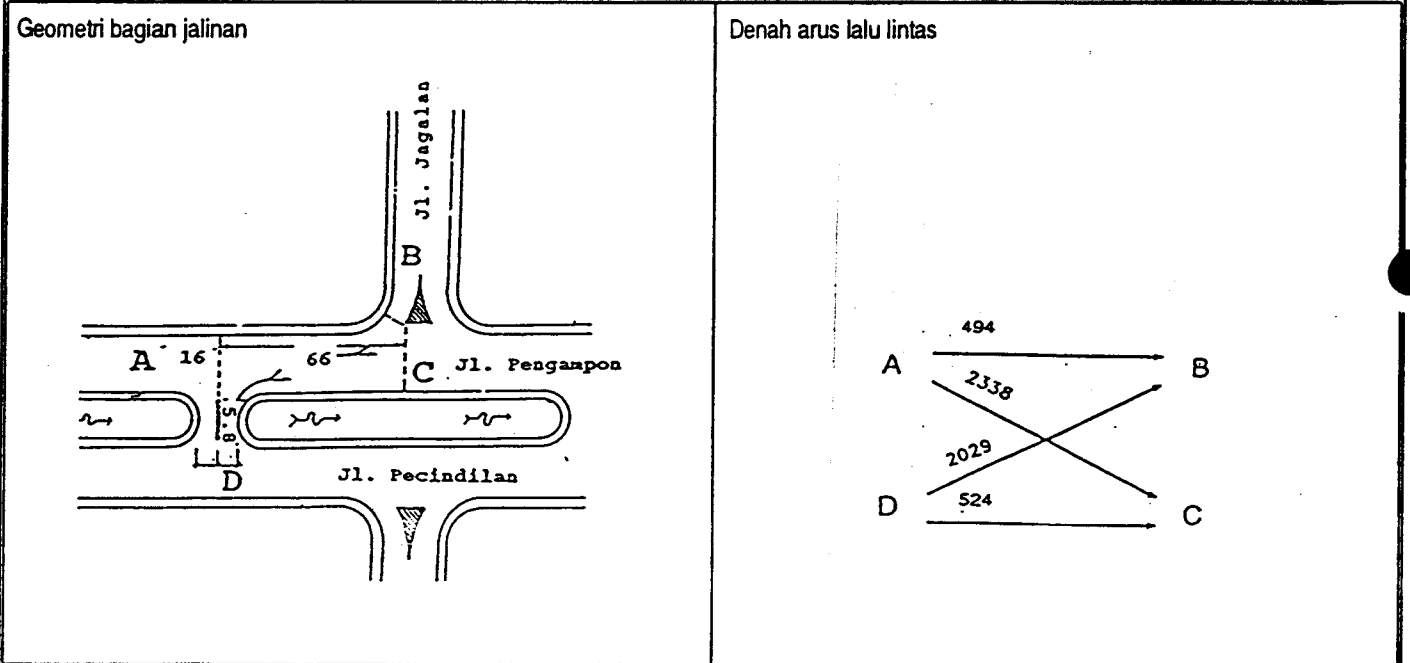 Geometri bagian jalinan
Jl. Jagalan
B
A
16
66
C
Jl. Pengampon
5.8
D
Jl. Pecindilan
Denah arus lalu lintas
494
A
B
2338
2029
D
524
C